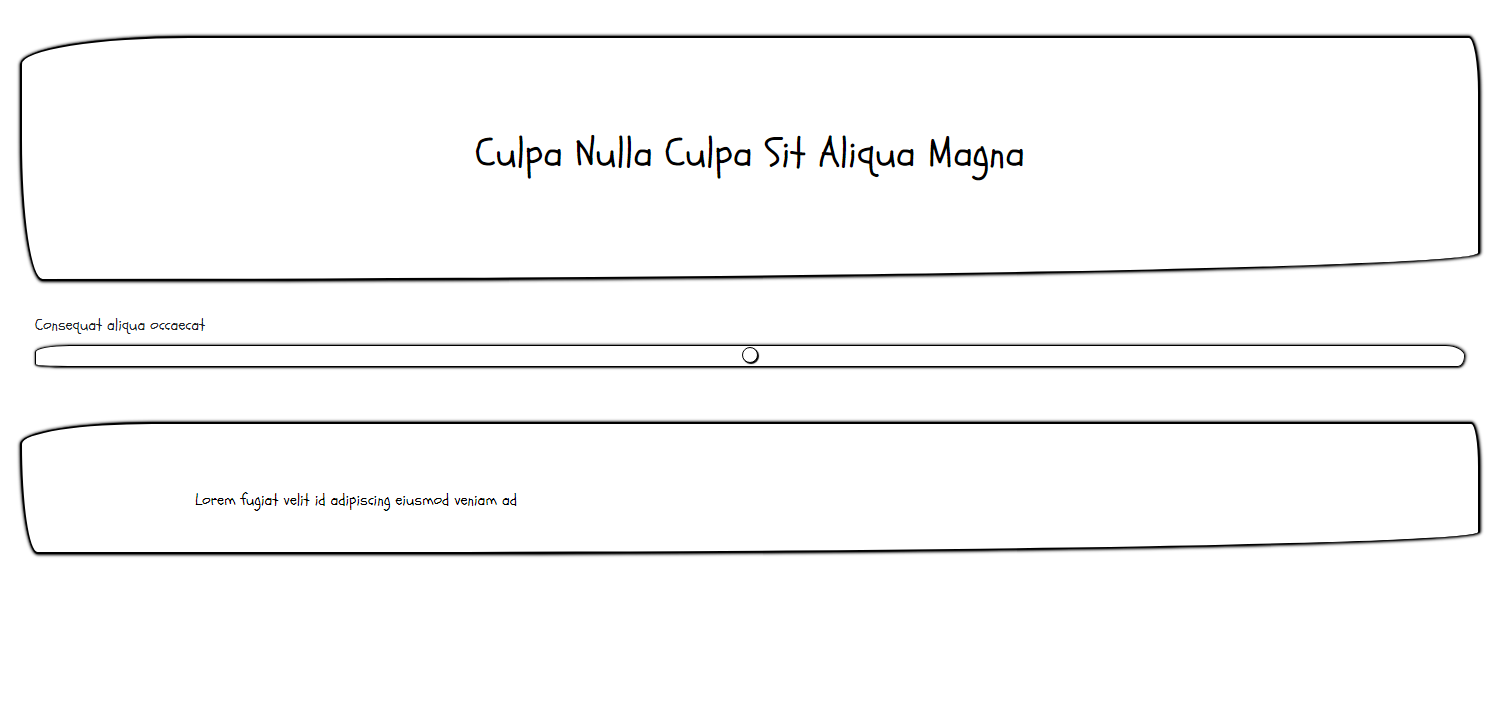 Culpa Nulla Culpa Sit Aliqua Magna
Consequat aliqua occaecat
Lorem fugiat velit id adipiscing eiusmod veniam ad